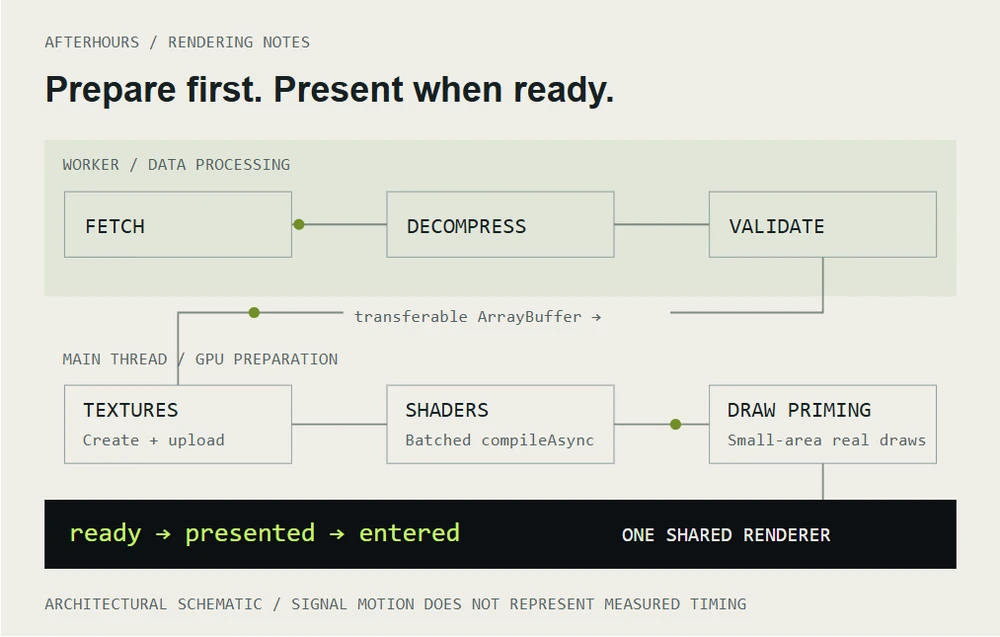 AFTERHOURS / RENDERING NOTES
Prepare first. Present when ready.
WORKER / DATA PROCESSING
FETCH
DECOMPRESS
VALIDATE
transferable ArrayBuffer →
MAIN THREAD / GPU PREPARATION
TEXTURES
Create + upload
SHADERS
Batched compileAsync
DRAW PRIMING
Small-area real draws
ready → presented → entered
ONE SHARED RENDERER
ARCHITECTURAL SCHEMATIC / SIGNAL MOTION DOES NOT REPRESENT MEASURED TIMING